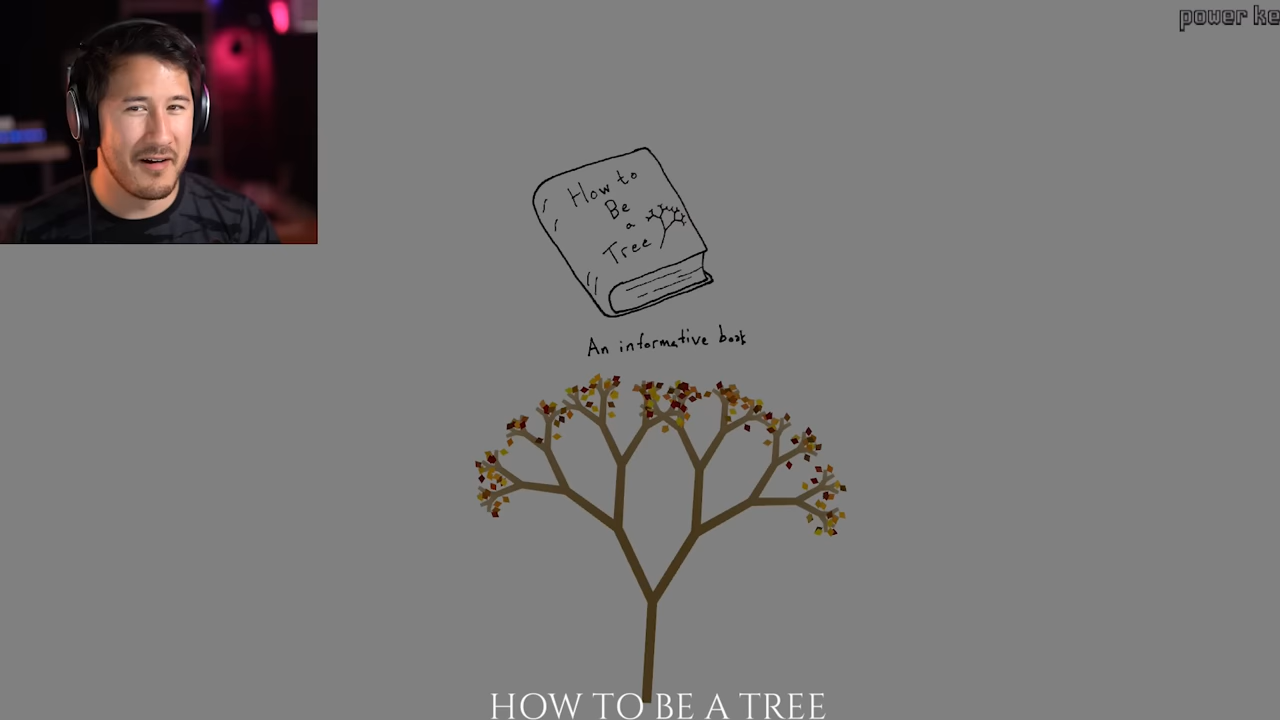 power ke
How to
Be
a
Tree
An informative book
HOW TO BE A TREE